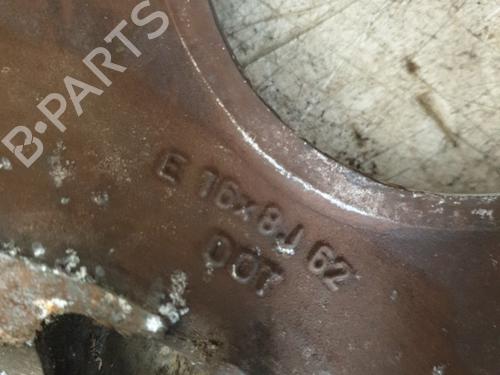 B-PARTS
E 16x8J 62
DOT